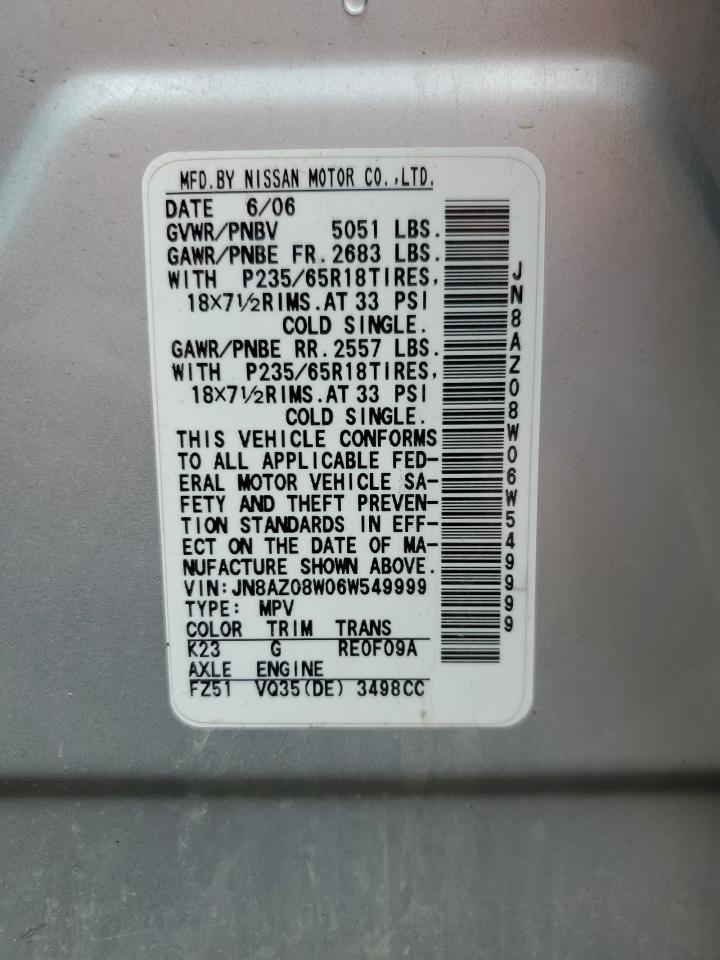 MFD.BY NISSAN MOTOR CO.,LTD.
DATE 6/06
GVWR/PNBV 5051 LBS.
GAWR/PNBE FR.2683 LBS.
WITH P235/65R18TIRES,
18X7½RIMS.AT 33 PSI
COLD SINGLE.
GAWR/PNBE RR.2557 LBS.
WITH P235/65R18TIRES,
18X7½RIMS.AT 33 PSI
COLD SINGLE.
THIS VEHICLE CONFORMS
TO ALL APPLICABLE FED-
ERAL MOTOR VEHICLE SA-
FETY AND THEFT PREVEN-
TION STANDARDS IN EFF-
ECT ON THE DATE OF MA-
NUFACTURE SHOWN ABOVE.
VIN:JN8AZ08W06W549999
TYPE: MPV
COLOR TRIM TRANS
K23 G RE0F09A
AXLE ENGINE
FZ51 VQ35(DE) 3498CC
JN8AZ08W06W549999